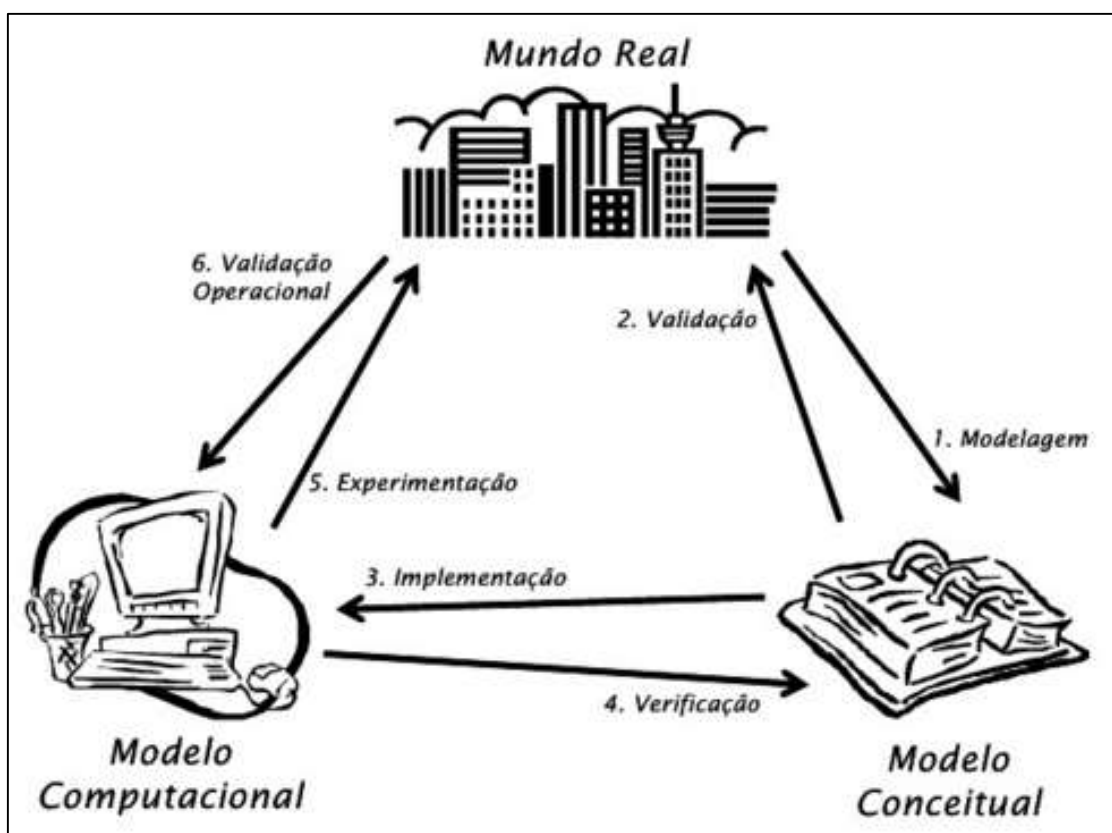 Mundo Real
6. Validação
Operacional
2. Validação
1. Modelagem
5. Experimentação
3. Implementação
4. Verificação
Modelo
Computacional
Modelo
Conceitual